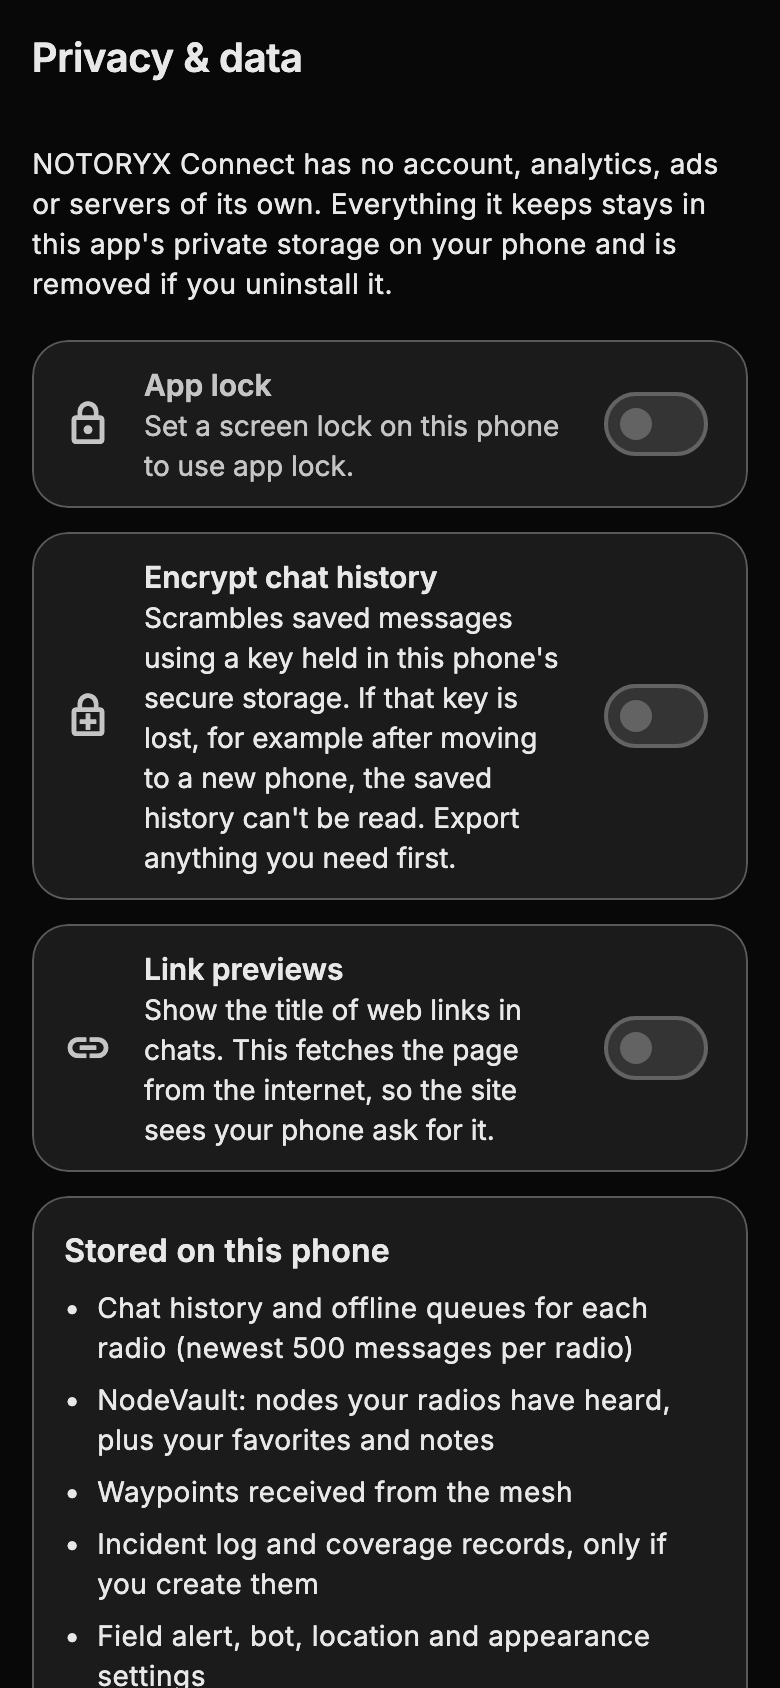 Privacy & data
NOTORYX Connect has no account, analytics, ads
or servers of its own. Everything it keeps stays in
this app's private storage on your phone and is
removed if you uninstall it.
App lock
Set a screen lock on this phone
to use app lock.
Encrypt chat history
Scrambles saved messages
using a key held in this phone's
secure storage. If that key is
lost, for example after moving
to a new phone, the saved
history can't be read. Export
anything you need first.
Link previews
Show the title of web links in
chats. This fetches the page
from the internet, so the site
sees your phone ask for it.
Stored on this phone
• Chat history and offline queues for each
radio (newest 500 messages per radio)
• NodeVault: nodes your radios have heard,
plus your favorites and notes
• Waypoints received from the mesh
• Incident log and coverage records, only if
you create them
• Field alert, bot, location and appearance
settings